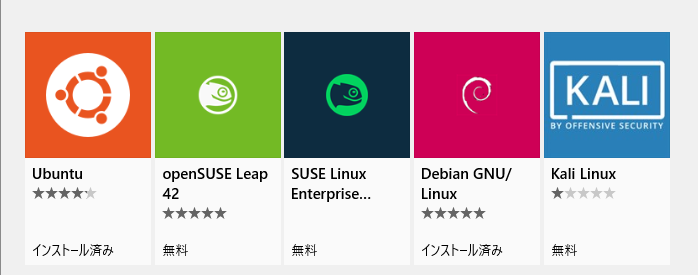 KALI
BY OFFENSIVE SECURITY
Ubuntu
インストール済み
openSUSE Leap
42
無料
SUSE Linux
Enterprise...
無料
Debian GNU/
Linux
インストール済み
Kali Linux
無料